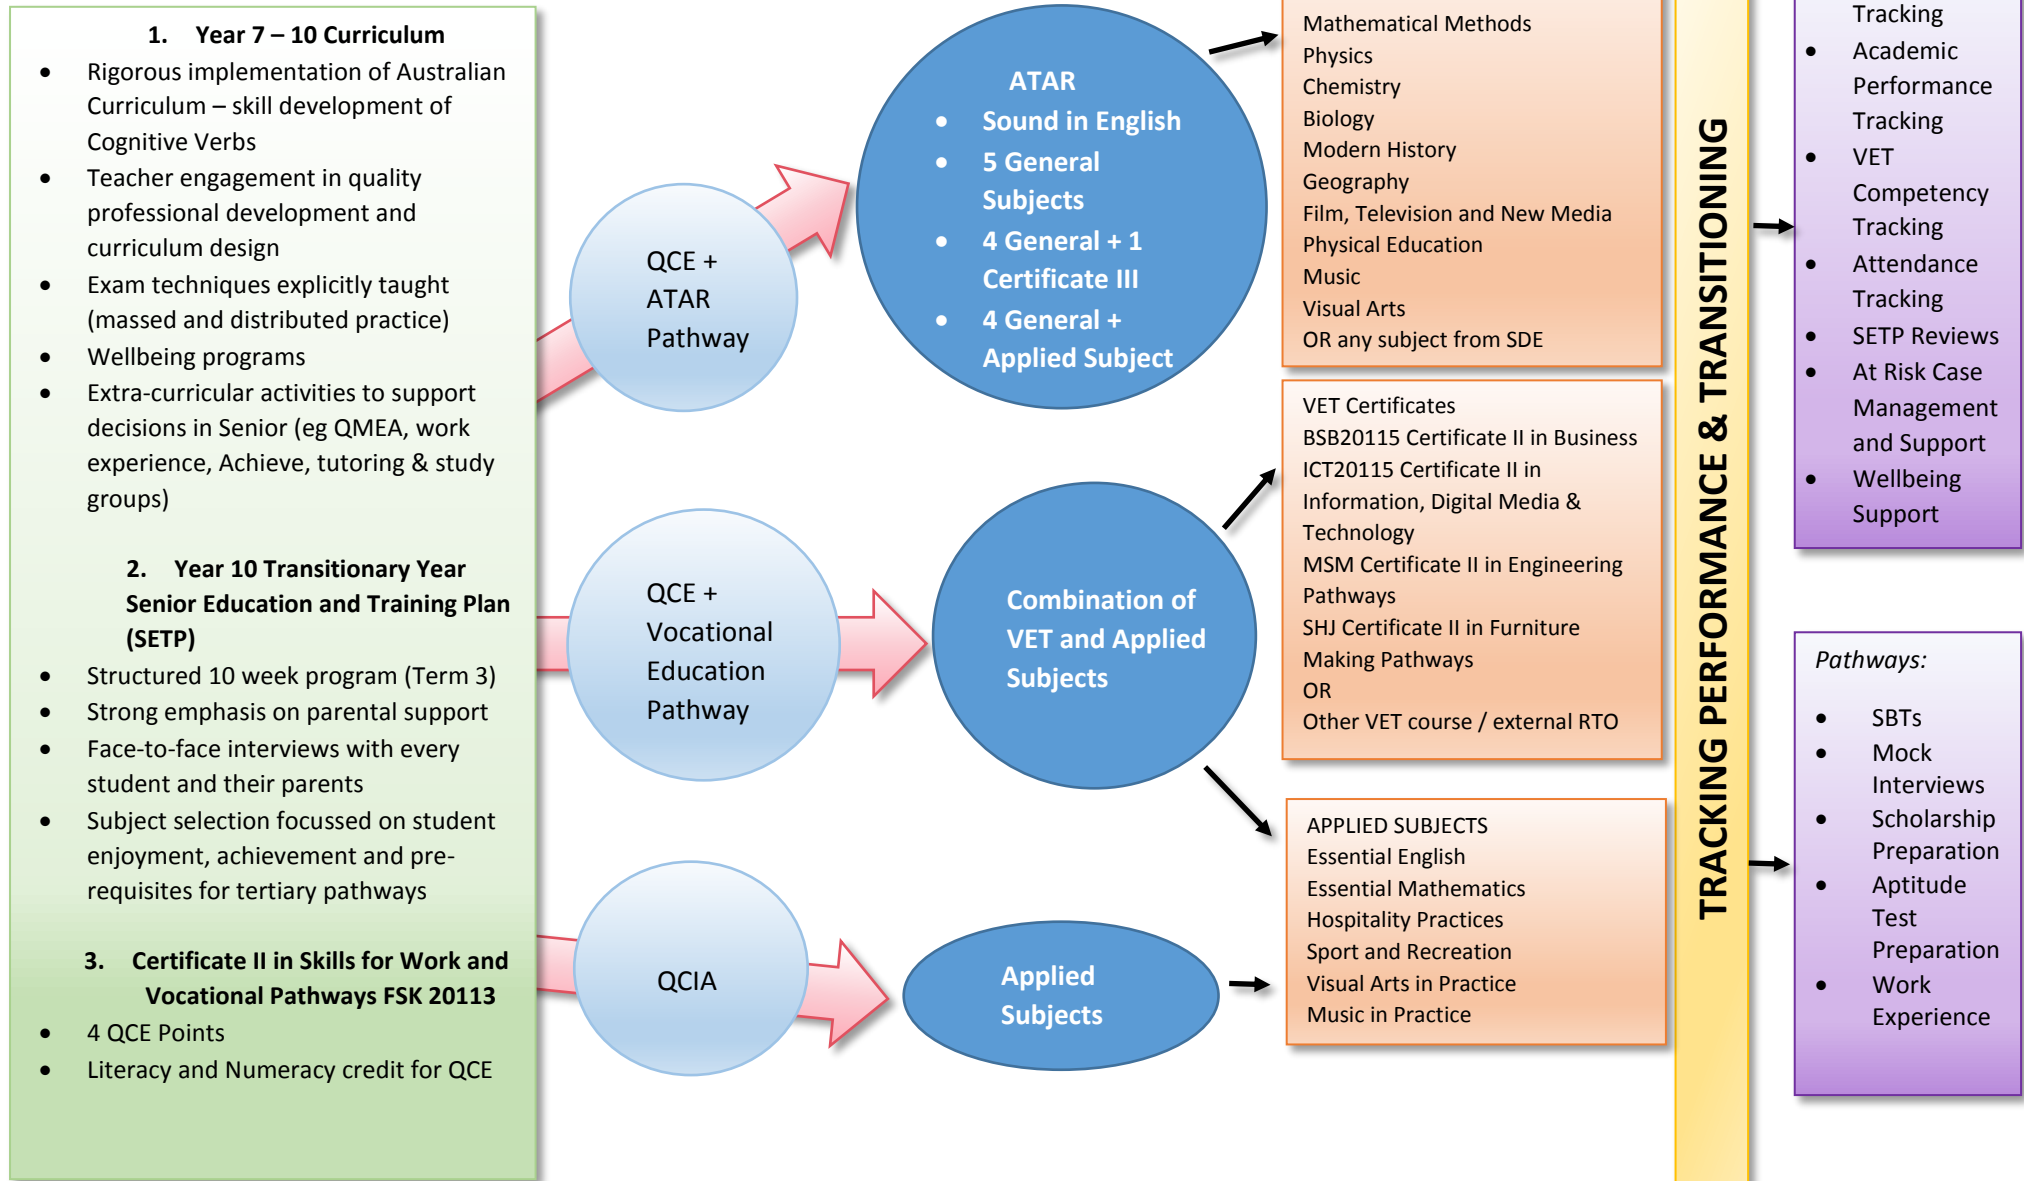 1. Year 7 – 10 Curriculum
• Rigorous implementation of Australian
Curriculum – skill development of
Cognitive Verbs
• Teacher engagement in quality
professional development and
curriculum design
• Exam techniques explicitly taught
(massed and distributed practice)
• Wellbeing programs
• Extra-curricular activities to support
decisions in Senior (eg QMEA, work
experience, Achieve, tutoring & study
groups)
2. Year 10 Transitionary Year
Senior Education and Training Plan
(SETP)
• Structured 10 week program (Term 3)
• Strong emphasis on parental support
• Face-to-face interviews with every
student and their parents
• Subject selection focussed on student
enjoyment, achievement and pre-
requisites for tertiary pathways
3. Certificate II in Skills for Work and
Vocational Pathways FSK 20113
• 4 QCE Points
• Literacy and Numeracy credit for QCE
QCE +
ATAR
Pathway
QCE +
Vocational
Education
Pathway
QCIA
ATAR
• Sound in English
• 5 General
Subjects
• 4 General + 1
Certificate III
• 4 General +
Applied Subject
Combination of
VET and Applied
Subjects
Applied
Subjects
Mathematical Methods
Physics
Chemistry
Biology
Modern History
Geography
Film, Television and New Media
Physical Education
Music
Visual Arts
OR any subject from SDE
VET Certificates
BSB20115 Certificate II in Business
ICT20115 Certificate II in
Information, Digital Media &
Technology
MSM Certificate II in Engineering
Pathways
SHJ Certificate II in Furniture
Making Pathways
OR
Other VET course / external RTO
APPLIED SUBJECTS
Essential English
Essential Mathematics
Hospitality Practices
Sport and Recreation
Visual Arts in Practice
Music in Practice
TRACKING PERFORMANCE & TRANSITIONING
Tracking
• Academic
Performance
Tracking
• VET
Competency
Tracking
• Attendance
Tracking
• SETP Reviews
• At Risk Case
Management
and Support
• Wellbeing
Support
Pathways:
• SBTs
• Mock
Interviews
• Scholarship
Preparation
• Aptitude
Test
Preparation
• Work
Experience